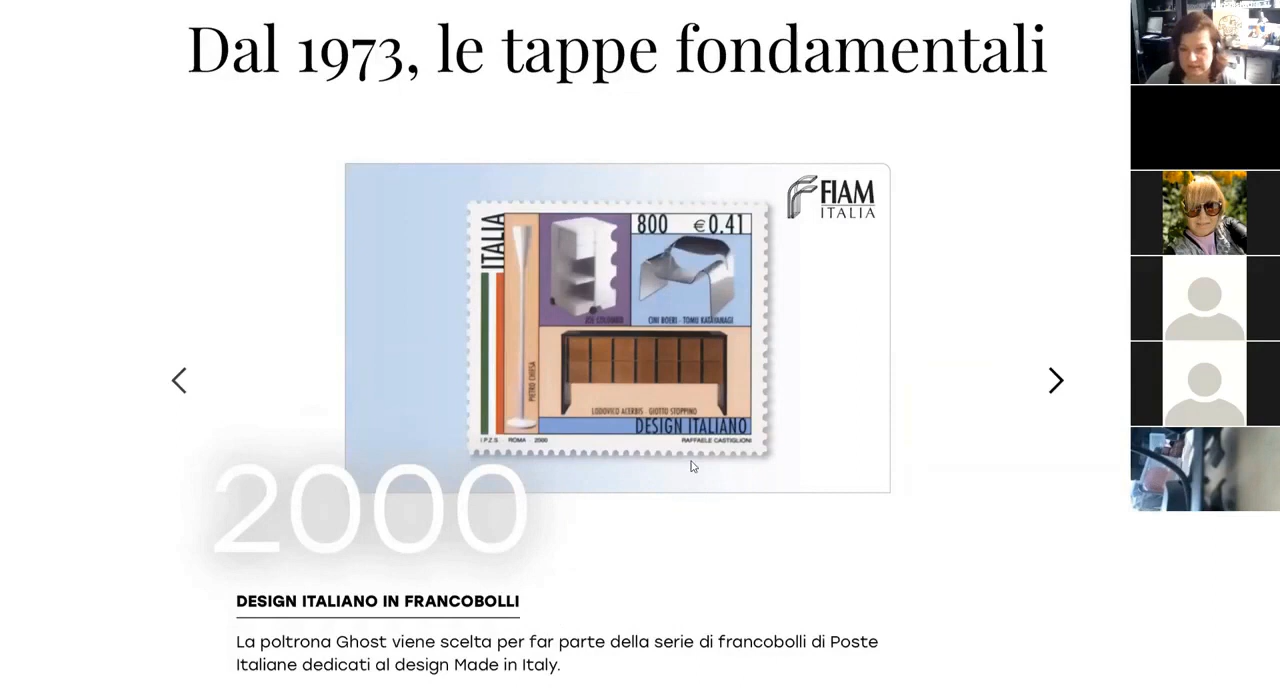 Dal 1973, le tappe fondamentali
FIAM
ITALIA
ITALIA
800 €0.41
JOE COLOMBO
CINI BOERI - TOMU KATAYANAGI
PIETRO CHIESA
LUDOVICO ACERBIS - GIOTTO STOPPINO
DESIGN ITALIANO
I.P.Z.S. ROMA 2000 RAFFAELE CASTIGLIONI
2000
DESIGN ITALIANO IN FRANCOBOLLI
La poltrona Ghost viene scelta per far parte della serie di francobolli di Poste
Italiane dedicati al design Made in Italy.